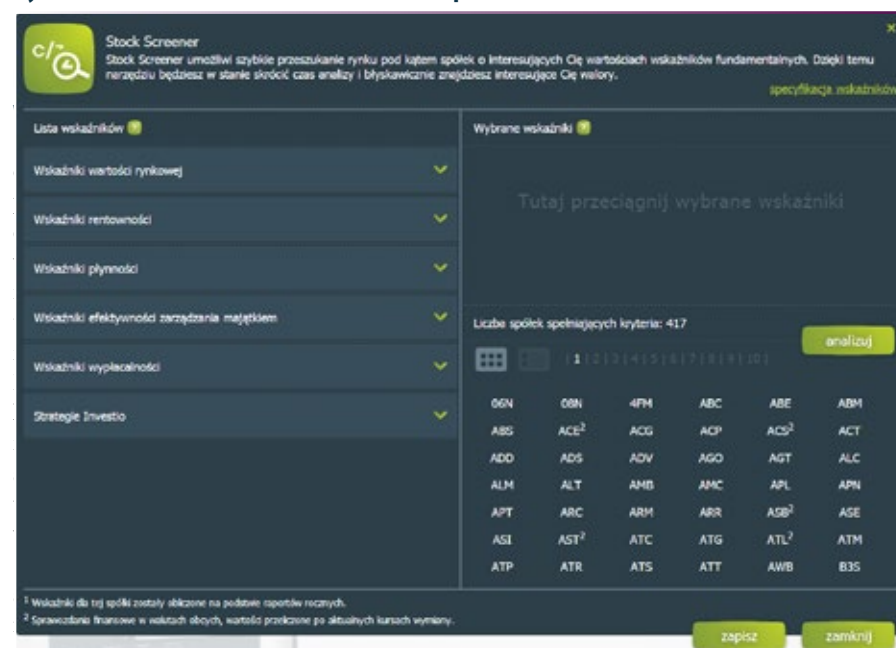 Stock Screener
Stock Screener umożliwi szybkie przeszukanie rynku pod kątem spółek o interesujących Cię wartościach wskaźników fundamentalnych. Dzięki temu
narzędziu będziesz w stanie skrócić czas analizy i błyskawicznie znajdziesz interesujące Cię walory.
specyfikacja wskaźników
Lista wskaźników ?
Wskaźniki wartości rynkowej
Wskaźniki rentowności
Wskaźniki płynności
Wskaźniki efektywności zarządzania majątkiem
Wskaźniki wypłacalności
Strategie Investio
Wybrane wskaźniki ?
Tutaj przeciągnij wybrane wskaźniki
Liczba spółek spełniających kryteria: 417
analizuj
| 1 | 2 | 3 | 4 | 5 | 6 | 7 | 8 | 9 | 10 |
06N 08N 4FM ABC ABE ABM
ABS ACE² ACG ACP ACS² ACT
ADD ADS ADV AGO AGT ALC
ALM ALT AMB AMC APL APN
APT ARC ARM ARR ASB² ASE
ASI AST² ATC ATG ATL² ATM
ATP ATR ATS ATT AWB B3S
¹ Wskaźniki dla tej spółki zostały obliczone na podstawie raportów rocznych.
² Sprawozdania finansowe w walutach obcych, wartości przeliczone po aktualnych kursach wymiany.
zapisz
zamknij